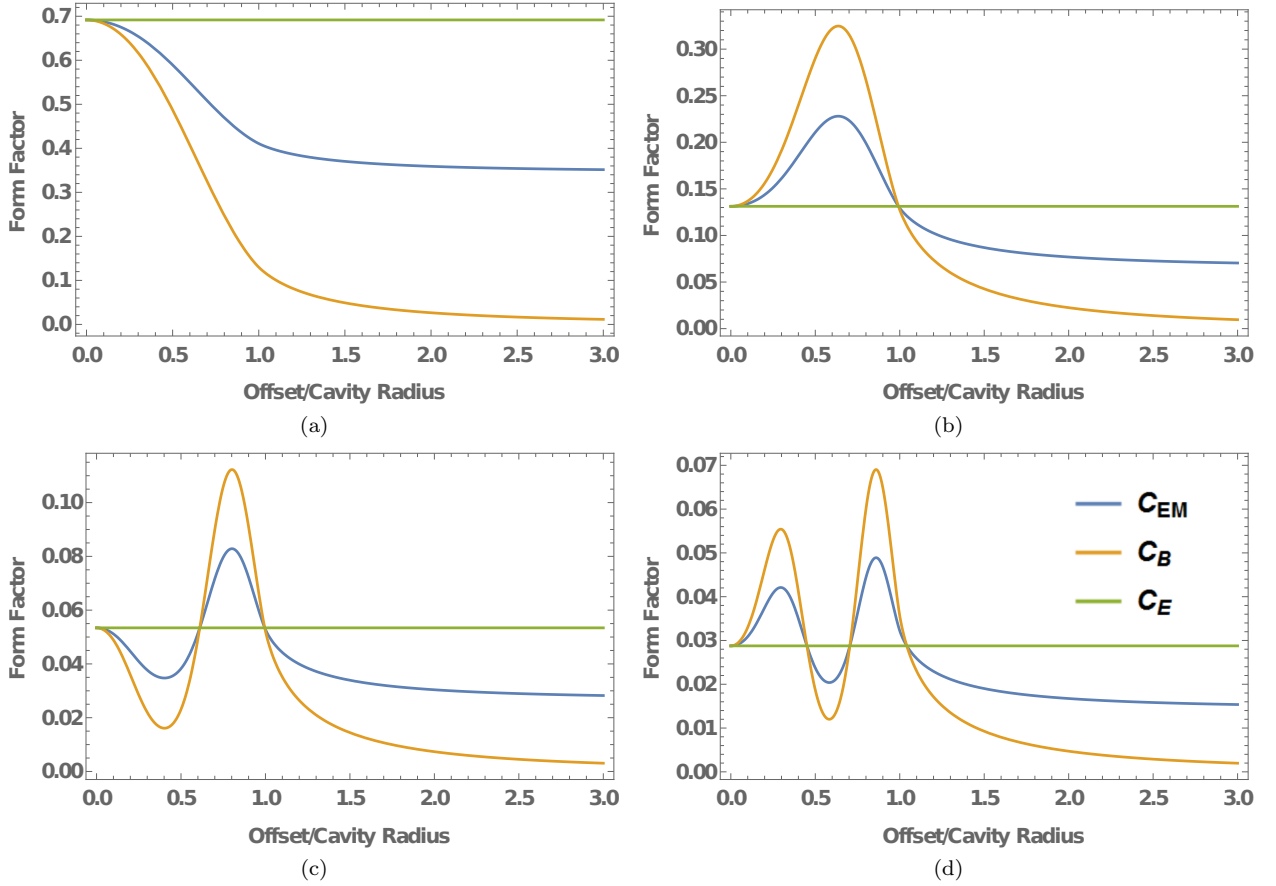 Form Factor
0.7
0.6
0.5
0.4
0.3
0.2
0.1
0.0
0.0 0.5 1.0 1.5 2.0 2.5 3.0
Offset/Cavity Radius
(a)
Form Factor
0.30
0.25
0.20
0.15
0.10
0.05
0.00
0.0 0.5 1.0 1.5 2.0 2.5 3.0
Offset/Cavity Radius
(b)
Form Factor
0.10
0.08
0.06
0.04
0.02
0.00
0.0 0.5 1.0 1.5 2.0 2.5 3.0
Offset/Cavity Radius
(c)
Form Factor
0.07
0.06
0.05
0.04
0.03
0.02
0.01
0.00
C_EM
C_B
C_E
0.0 0.5 1.0 1.5 2.0 2.5 3.0
Offset/Cavity Radius
(d)